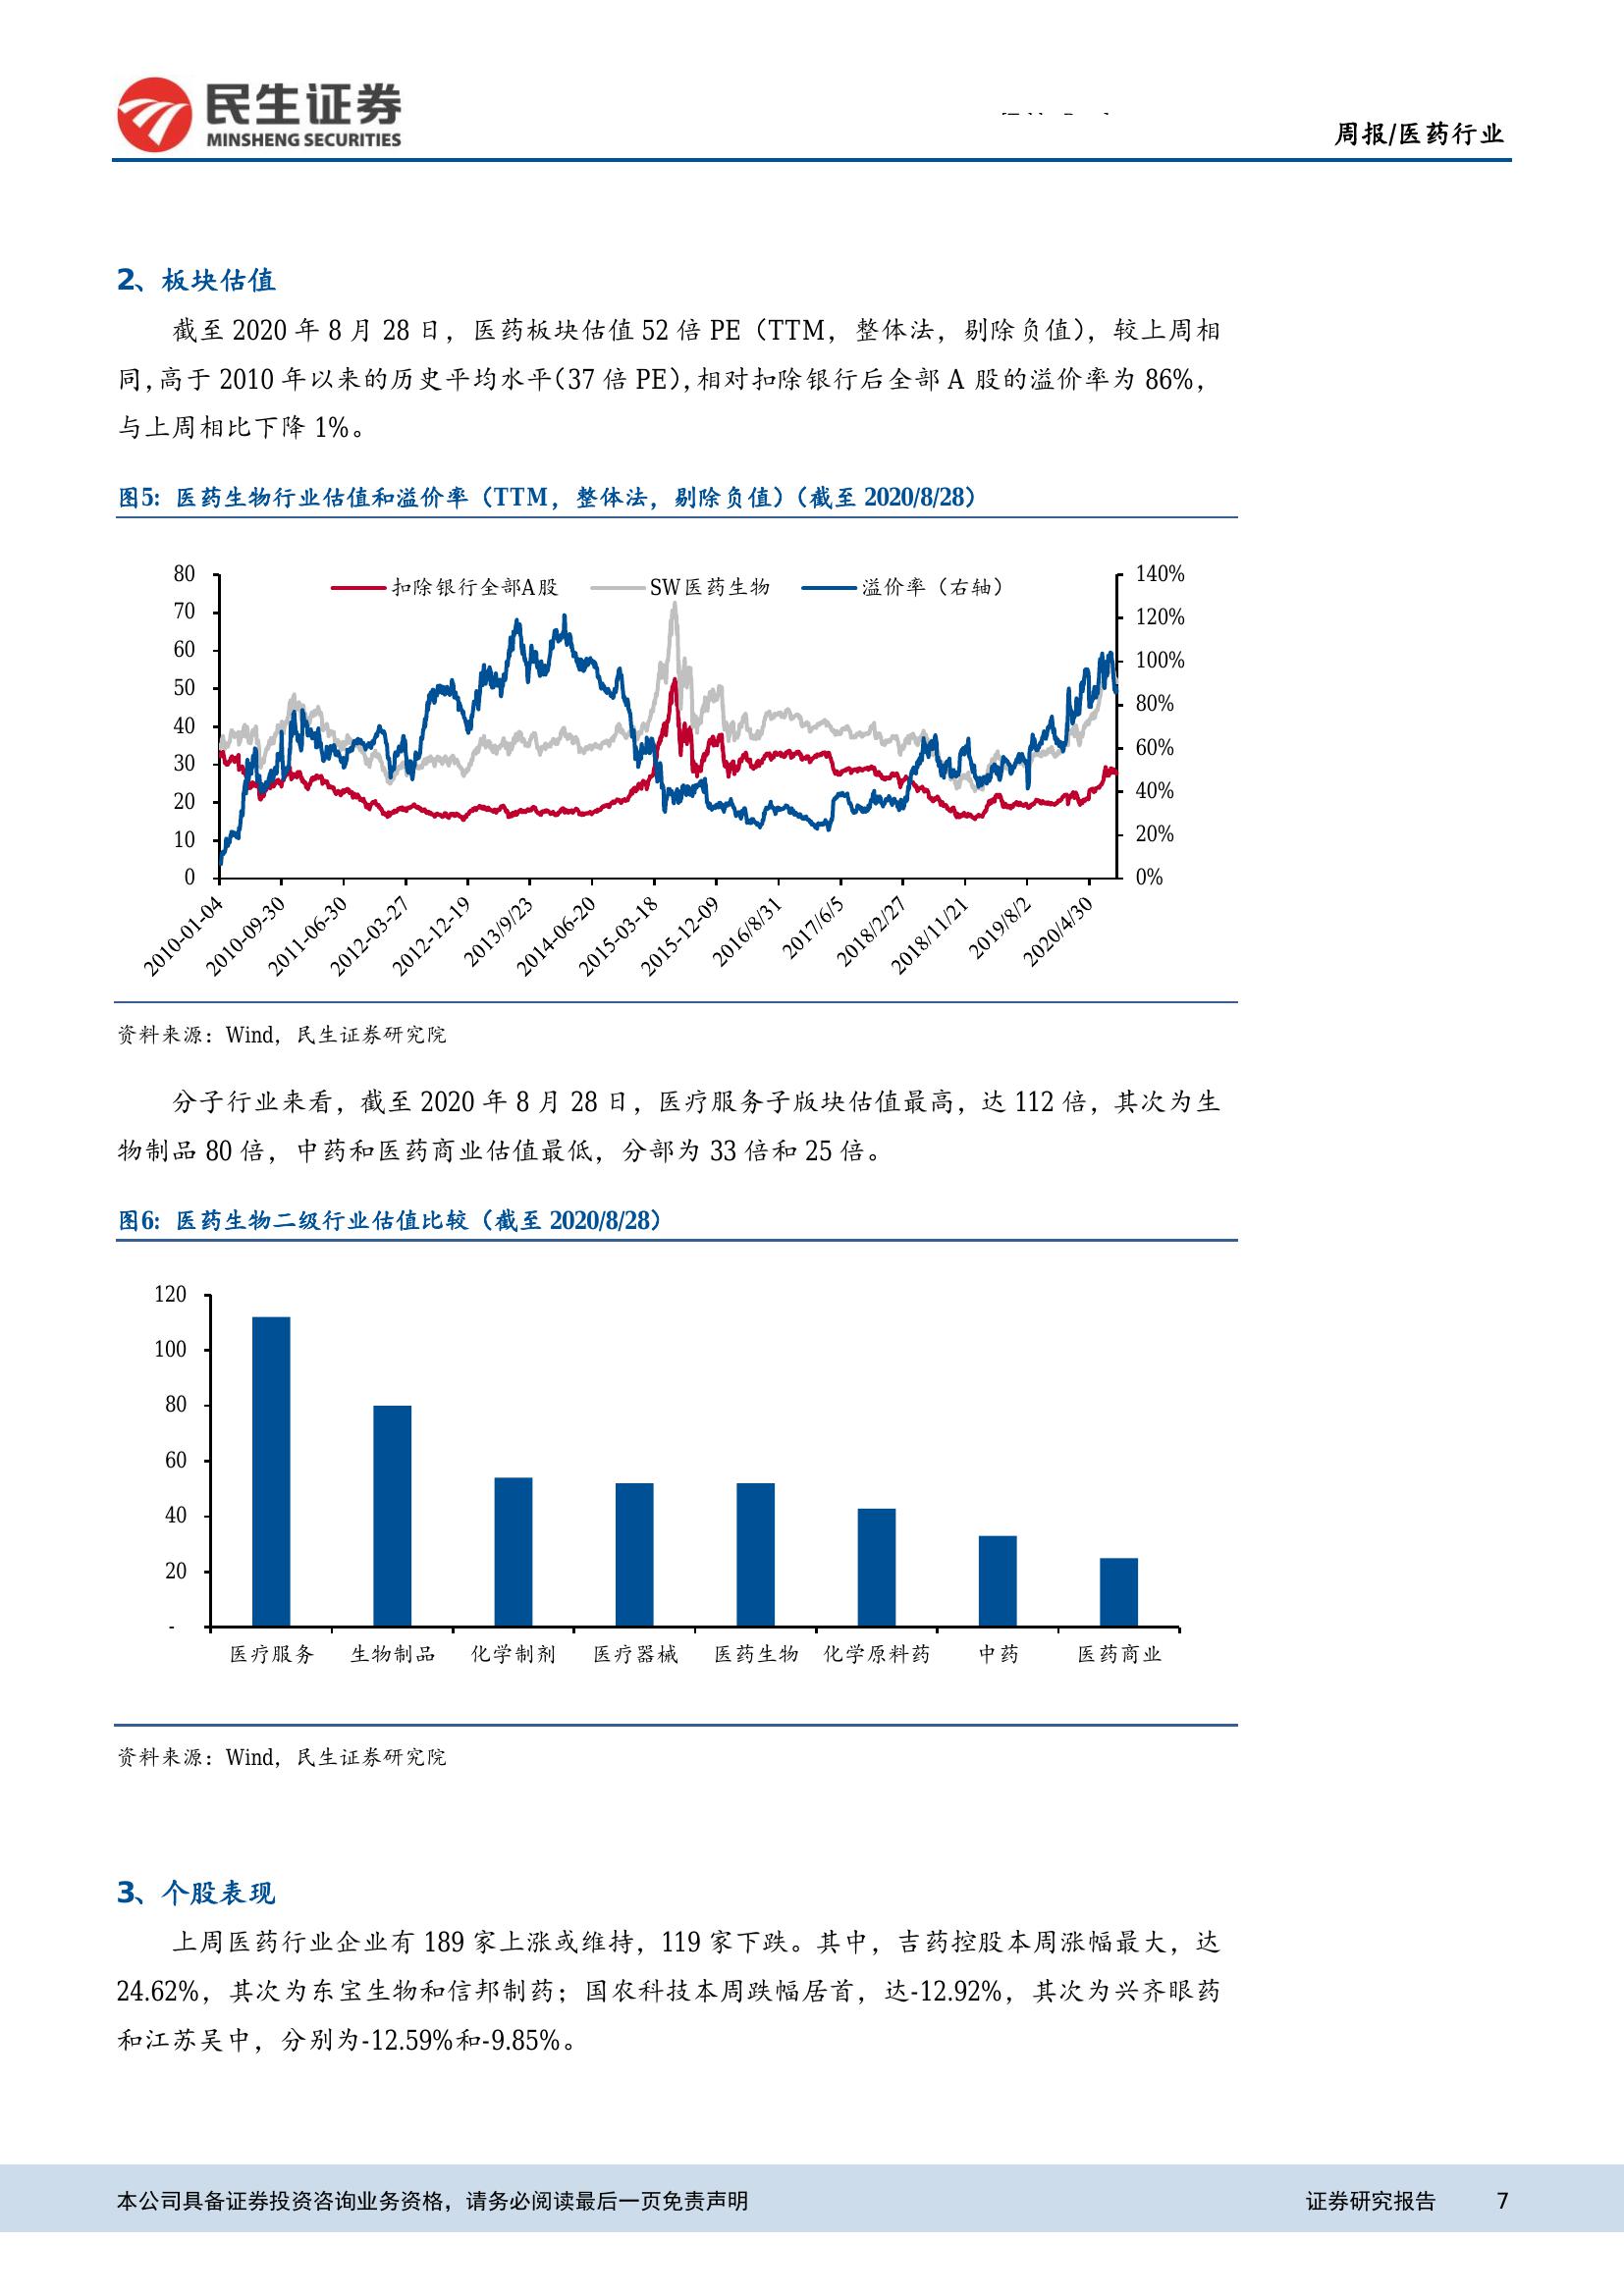 民生证券
MINSHENG SECURITIES
周报/医药行业
2、板块估值
截至 2020 年 8 月 28 日，医药板块估值 52 倍 PE（TTM，整体法，剔除负值），较上周相
同，高于 2010 年以来的历史平均水平（37 倍 PE），相对扣除银行后全部 A 股的溢价率为 86%，
与上周相比下降 1%。
图5：医药生物行业估值和溢价率（TTM，整体法，剔除负值）（截至 2020/8/28）
扣除银行全部A股 SW医药生物 溢价率（右轴）
80 140%
70 120%
60 100%
50 80%
40 60%
30 40%
20 20%
10 0%
0
2010-01-04 2010-09-30 2011-06-30 2012-03-27 2012-12-19 2013/9/23 2014-06-20 2015-03-18 2015-12-09 2016/8/31 2017/6/5 2018/2/27 2018/11/21 2019/8/2 2020/4/30
资料来源：Wind，民生证券研究院
分子行业来看，截至 2020 年 8 月 28 日，医疗服务子版块估值最高，达 112 倍，其次为生
物制品 80 倍，中药和医药商业估值最低，分部为 33 倍和 25 倍。
图6：医药生物二级行业估值比较（截至 2020/8/28）
120
100
80
60
40
20
-
医疗服务 生物制品 化学制剂 医疗器械 医药生物 化学原料药 中药 医药商业
资料来源：Wind，民生证券研究院
3、个股表现
上周医药行业企业有 189 家上涨或维持，119 家下跌。其中，吉药控股本周涨幅最大，达
24.62%，其次为东宝生物和信邦制药；国农科技本周跌幅居首，达-12.92%，其次为兴齐眼药
和江苏吴中，分别为-12.59%和-9.85%。
本公司具备证券投资咨询业务资格，请务必阅读最后一页免责声明 证券研究报告 7